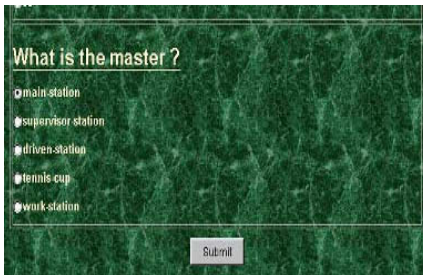 What is the master ?
main-station
supervisor-station
driven-station
tennis-cup
work-station
Submit